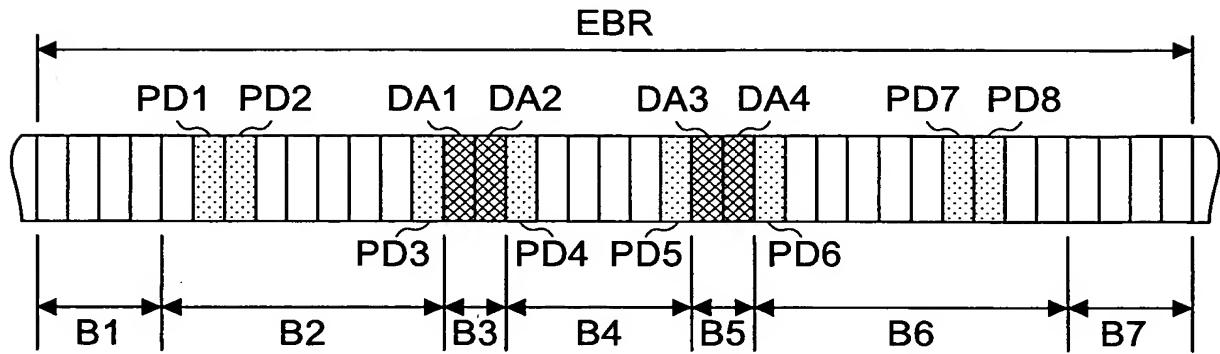 EBR
PD1 PD2 DA1 DA2 DA3 DA4 PD7 PD8
PD3 PD4 PD5 PD6
B1 B2 B3 B4 B5 B6 B7